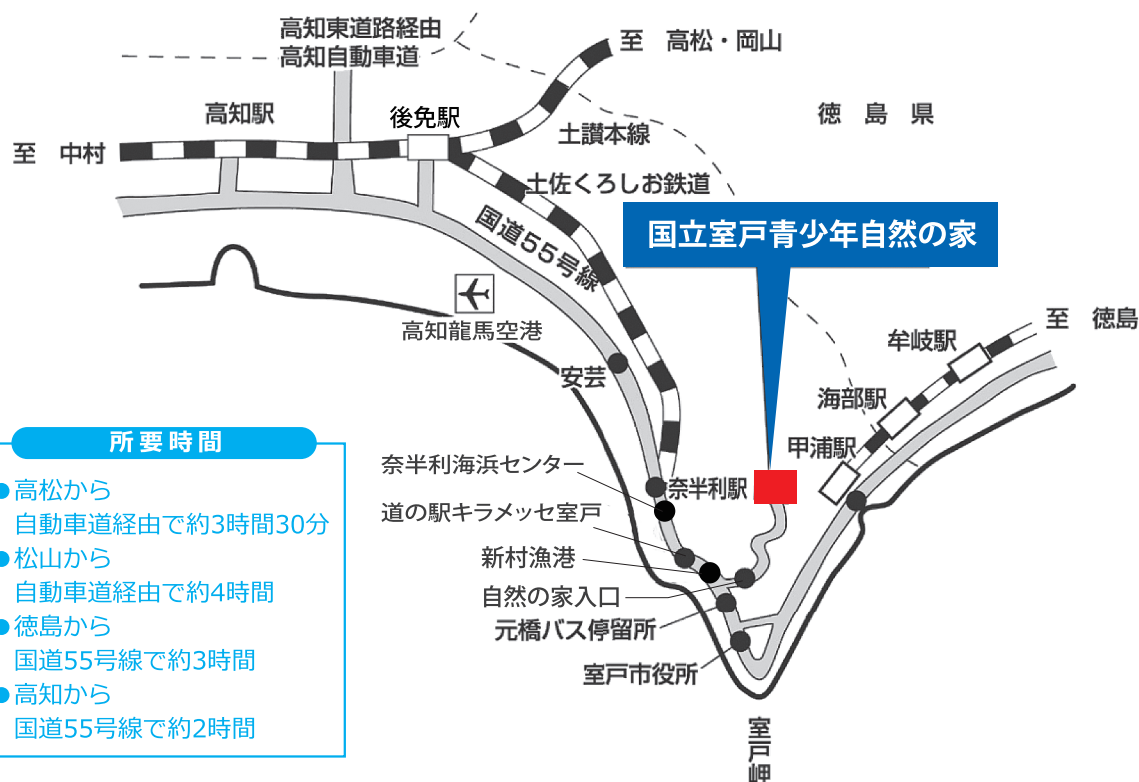 高知東道路経由
高知自動車道
至　高松・岡山
高知駅
後免駅
徳　島　県
土讃本線
至　中村
土佐くろしお鉄道
国道55号線
国立室戸青少年自然の家
高知龍馬空港
至　徳島
牟岐駅
安芸
海部駅
甲浦駅
所要時間
奈半利海浜センター
奈半利駅
●高松から
自動車道経由で約3時間30分
道の駅キラメッセ室戸
●松山から
自動車道経由で約4時間
新村漁港
自然の家入口
●徳島から
国道55号線で約3時間
元橋バス停留所
室戸市役所
●高知から
国道55号線で約2時間
室戸岬